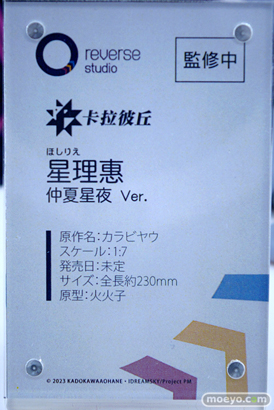 reverse
studio
監修中
卡拉彼丘
ほしりえ
星理惠
仲夏星夜 Ver.
原作名：カラビヤウ
スケール：1:7
発売日：未定
サイズ：全長約230mm
原型：火火子
© 2023 KADOKAWAAOHANE・IDREAMSKY/Project PM
moeyo.com